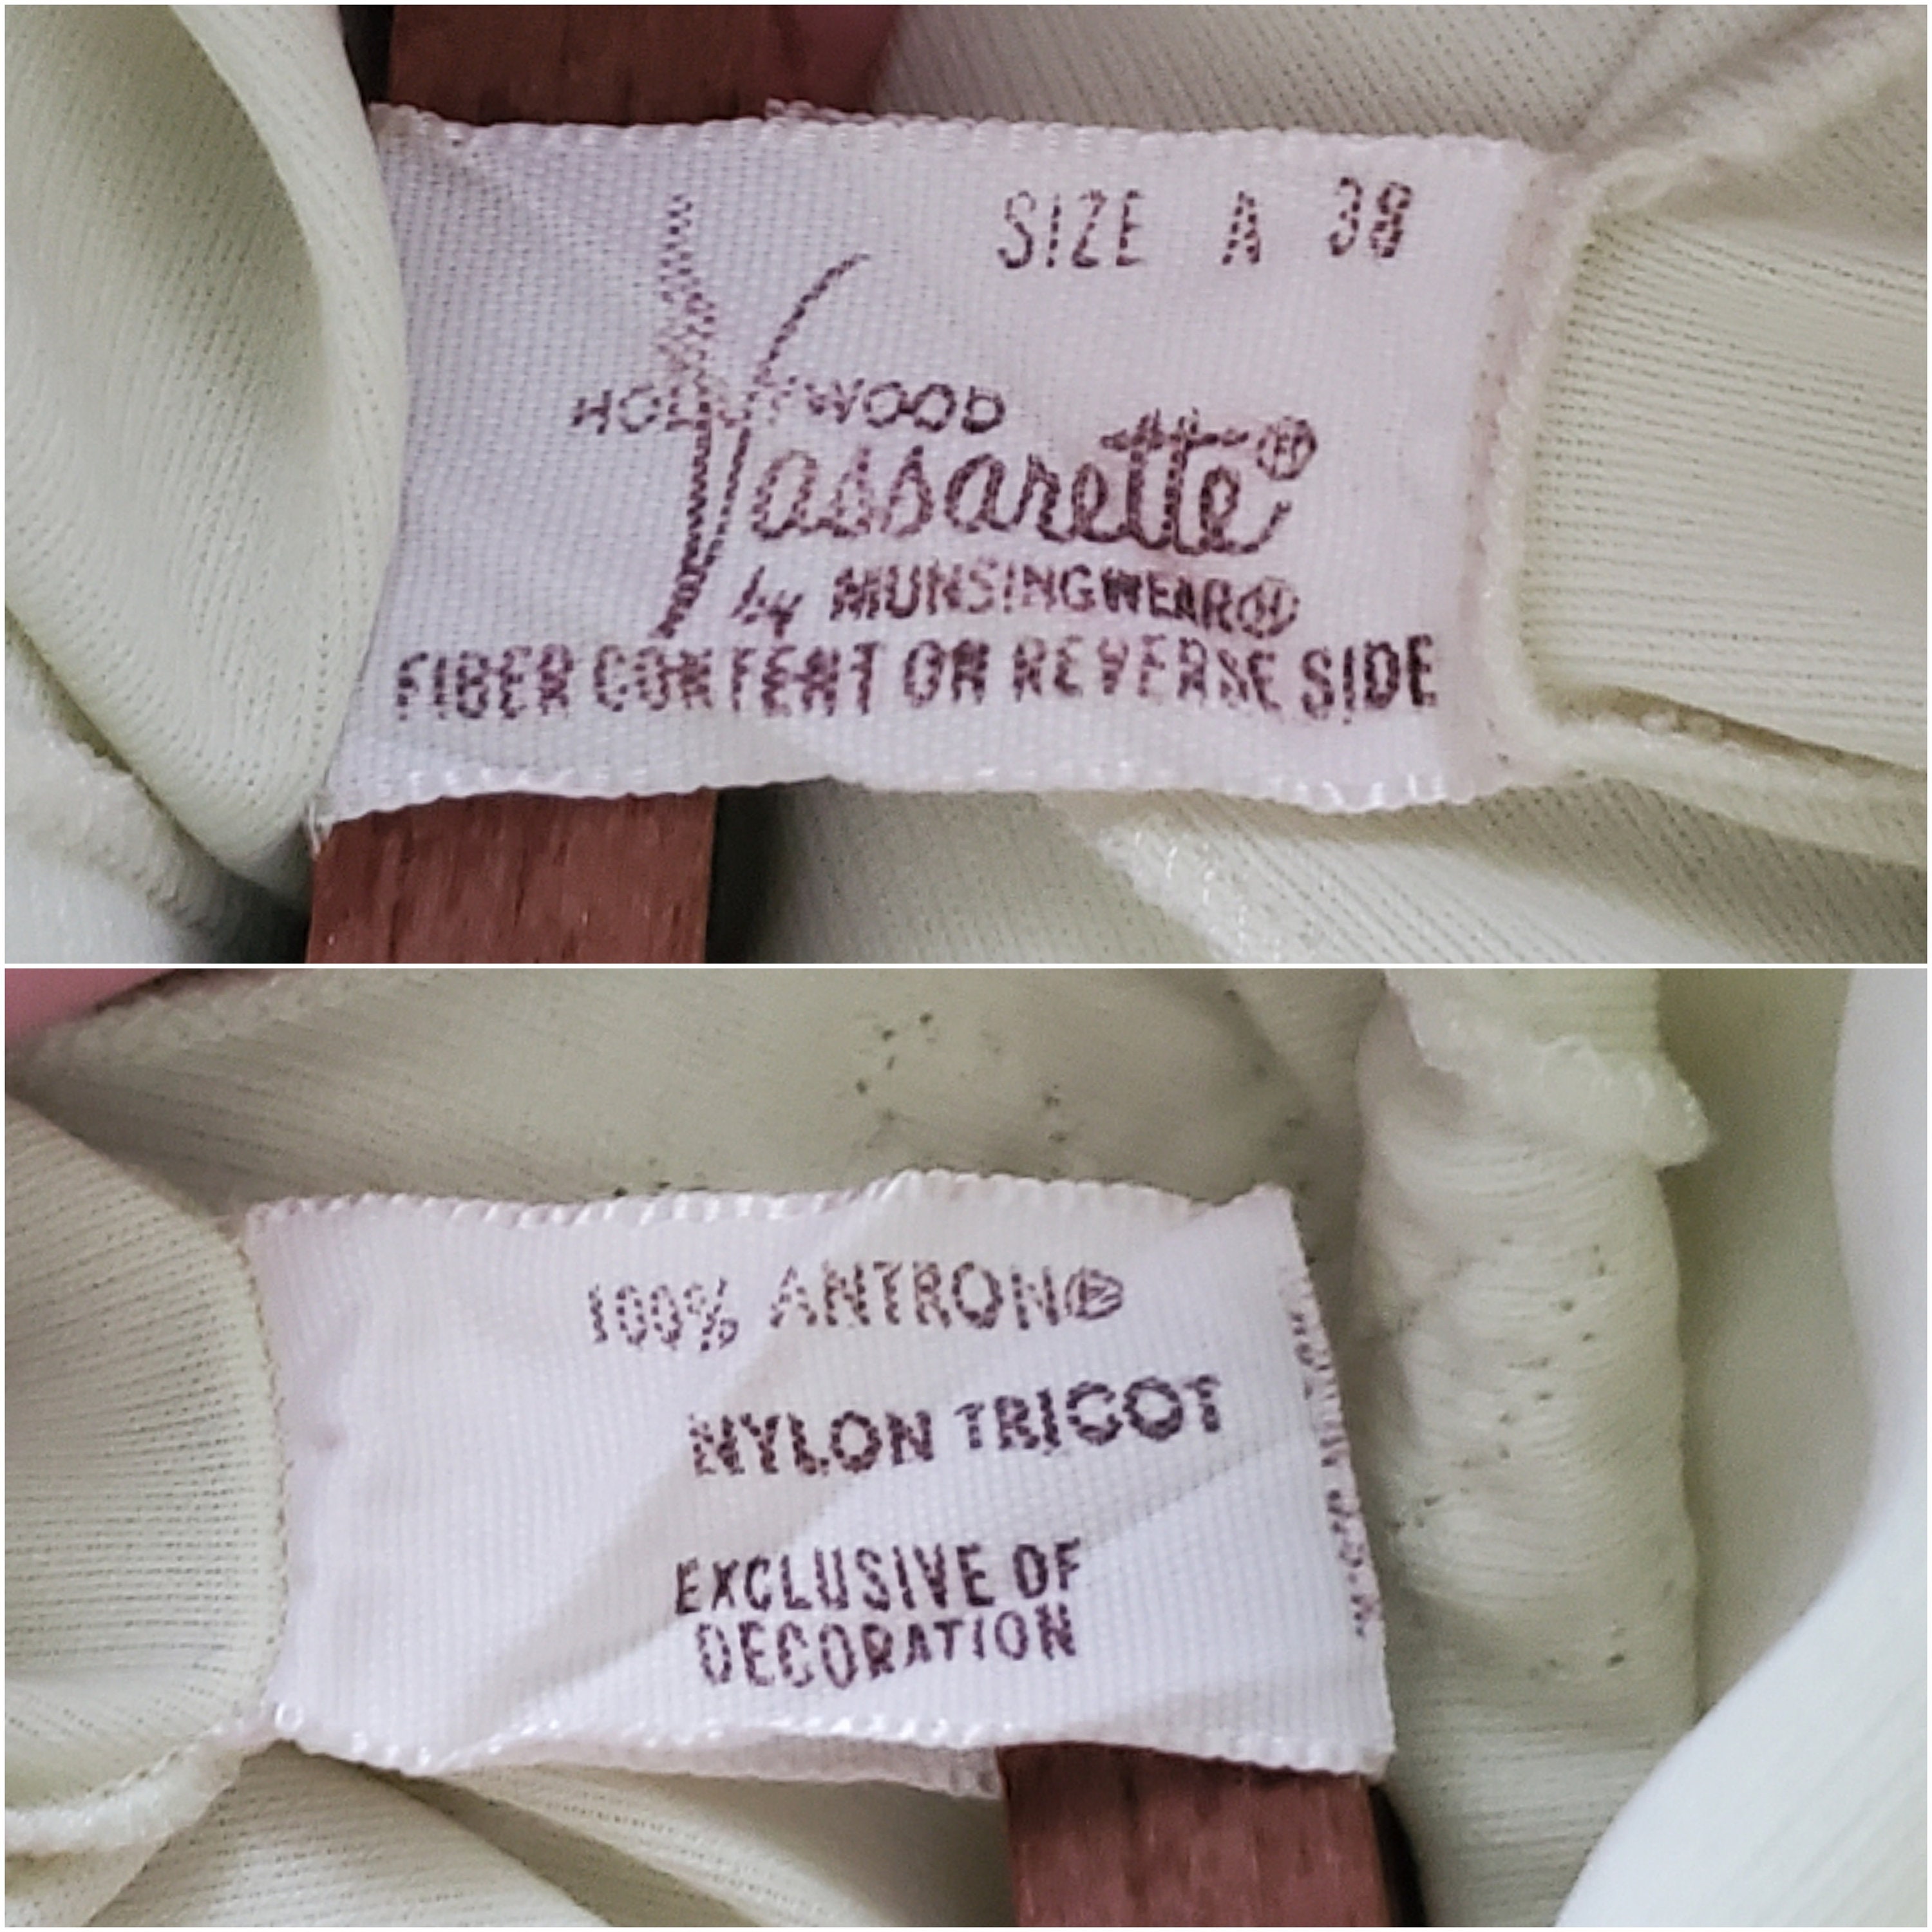 SIZE A 38
HOLLYWOOD
Vassarette®
by MUNSINGWEAR®
FIBER CONTENT ON REVERSE SIDE
100% ANTRON®
NYLON TRICOT
EXCLUSIVE OF
DECORATION